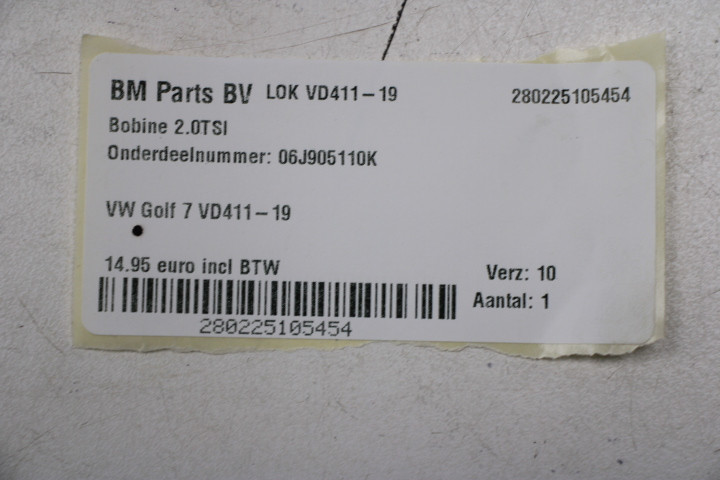 BM Parts BV LOK VD411-19 280225105454
Bobine 2.0TSI
Onderdeelnummer: 06J905110K
VW Golf 7 VD411-19
14.95 euro incl BTW Verz: 10
Aantal: 1
280225105454